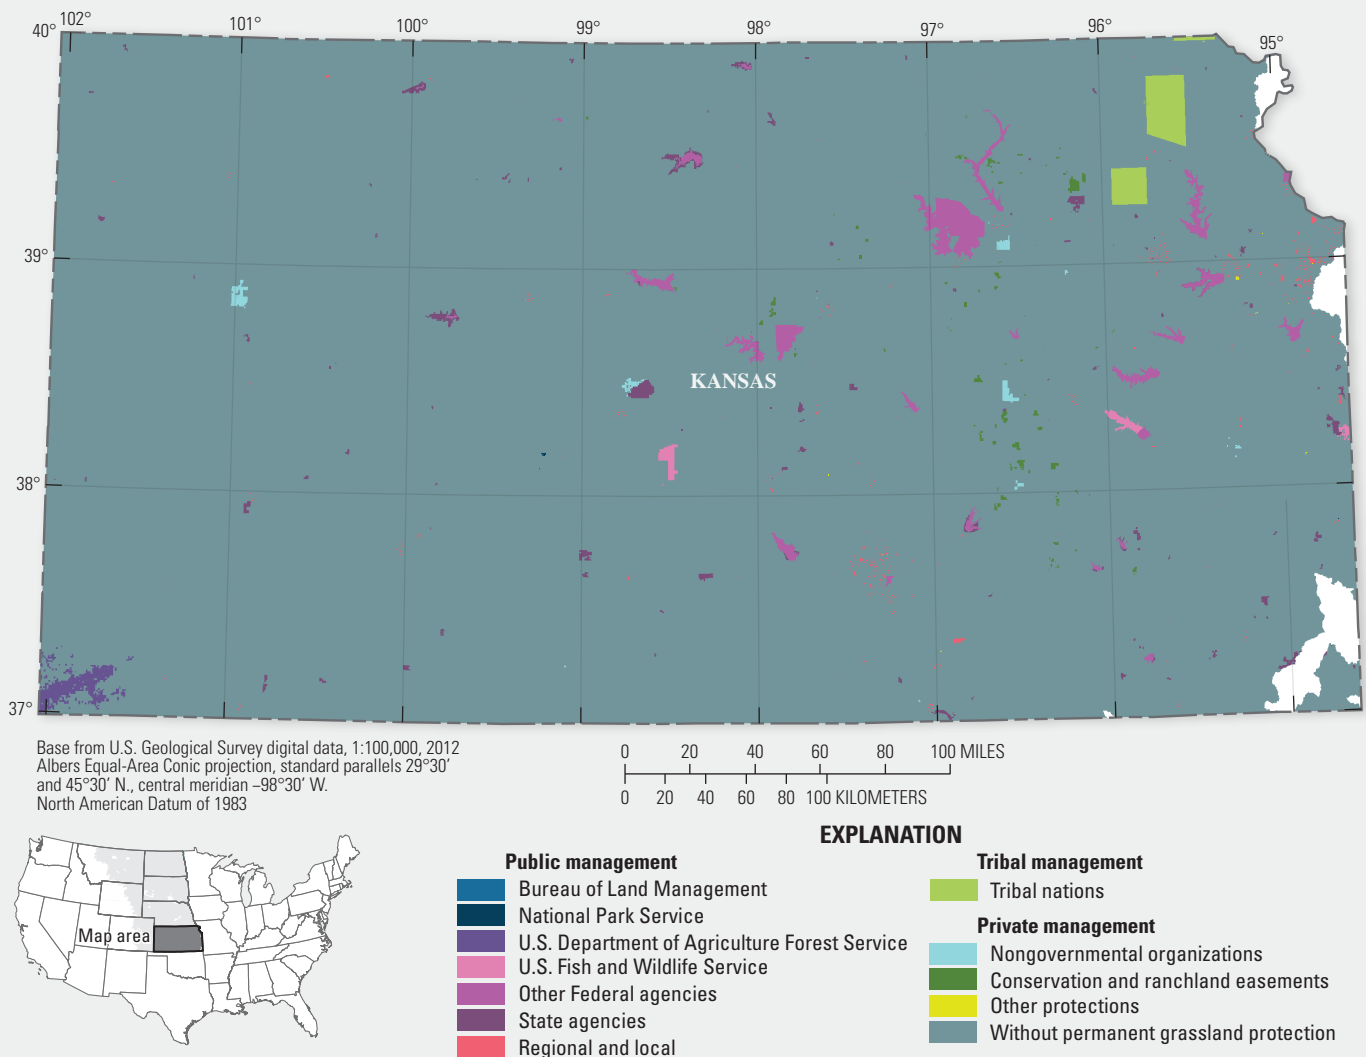 102°
101°
100°
99°
98°
97°
96°
95°
40°
39°
38°
37°
KANSAS
Base from U.S. Geological Survey digital data, 1:100,000, 2012
Albers Equal-Area Conic projection, standard parallels 29°30′
and 45°30′ N., central meridian –98°30′ W.
North American Datum of 1983
0 20 40 60 80 100 MILES
0 20 40 60 80 100 KILOMETERS
Map area
EXPLANATION
Public management
Bureau of Land Management
National Park Service
U.S. Department of Agriculture Forest Service
U.S. Fish and Wildlife Service
Other Federal agencies
State agencies
Regional and local
Tribal management
Tribal nations
Private management
Nongovernmental organizations
Conservation and ranchland easements
Other protections
Without permanent grassland protection